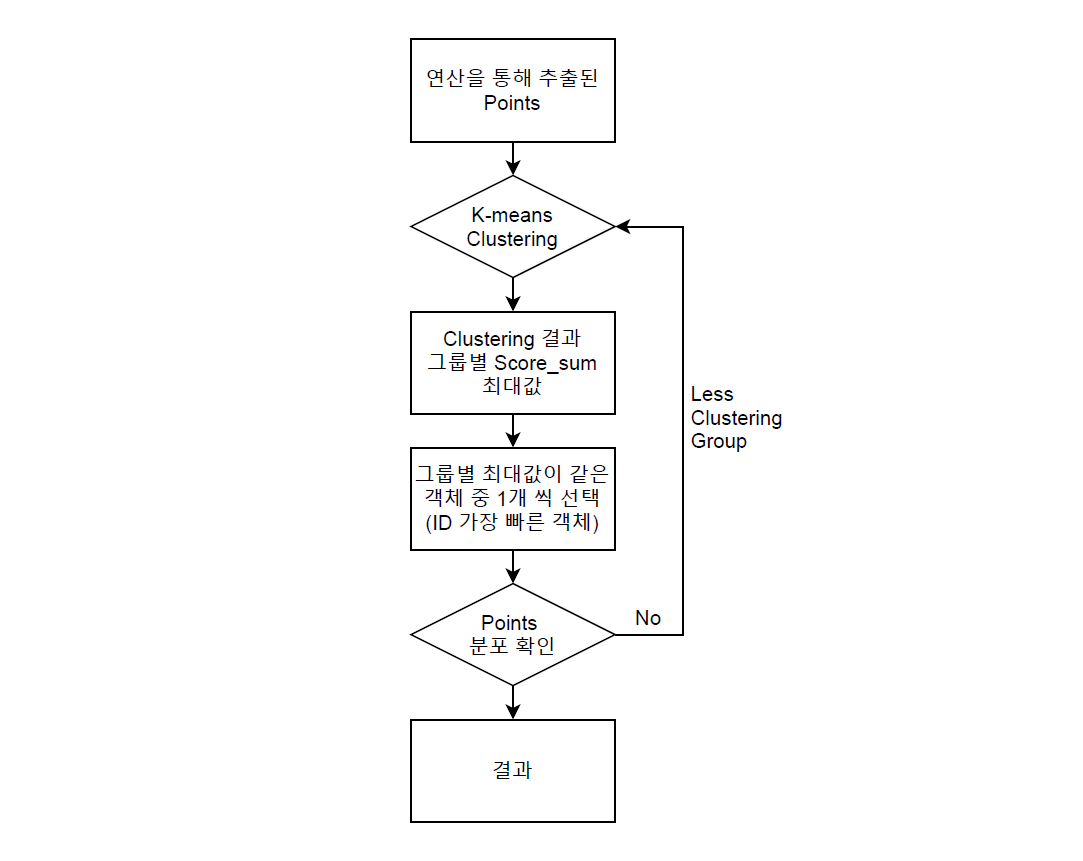 연산을 통해 추출된
Points
K-means
Clustering
Clustering 결과
그룹별 Score_sum
최대값
Less
Clustering
Group
그룹별 최대값이 같은
객체 중 1개 씩 선택
(ID 가장 빠른 객체)
Points
분포 확인
No
결과